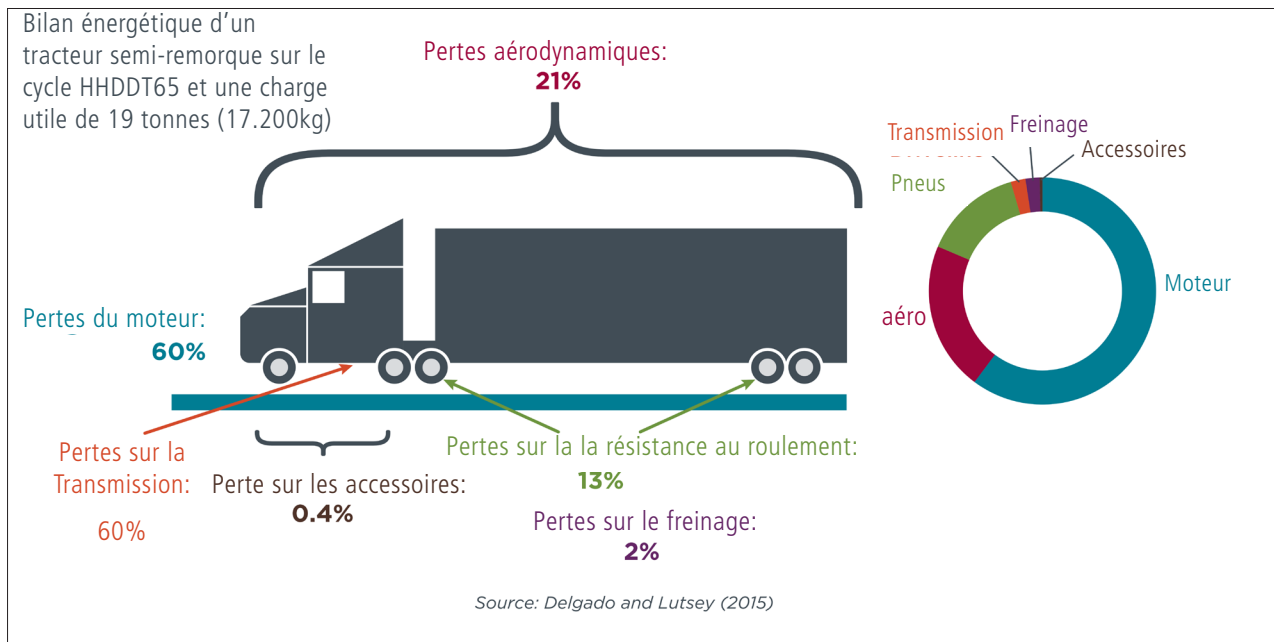 Bilan énergétique d'un
tracteur semi-remorque sur le
cycle HHDDT65 et une charge
utile de 19 tonnes (17.200kg)
Pertes aérodynamiques:
21%
Transmission
Freinage
Accessoires
Pneus
Moteur
aéro
Pertes du moteur:
60%
Pertes sur la
Transmission:
60%
Perte sur les accessoires:
0.4%
Pertes sur la la résistance au roulement:
13%
Pertes sur le freinage:
2%
Source: Delgado and Lutsey (2015)